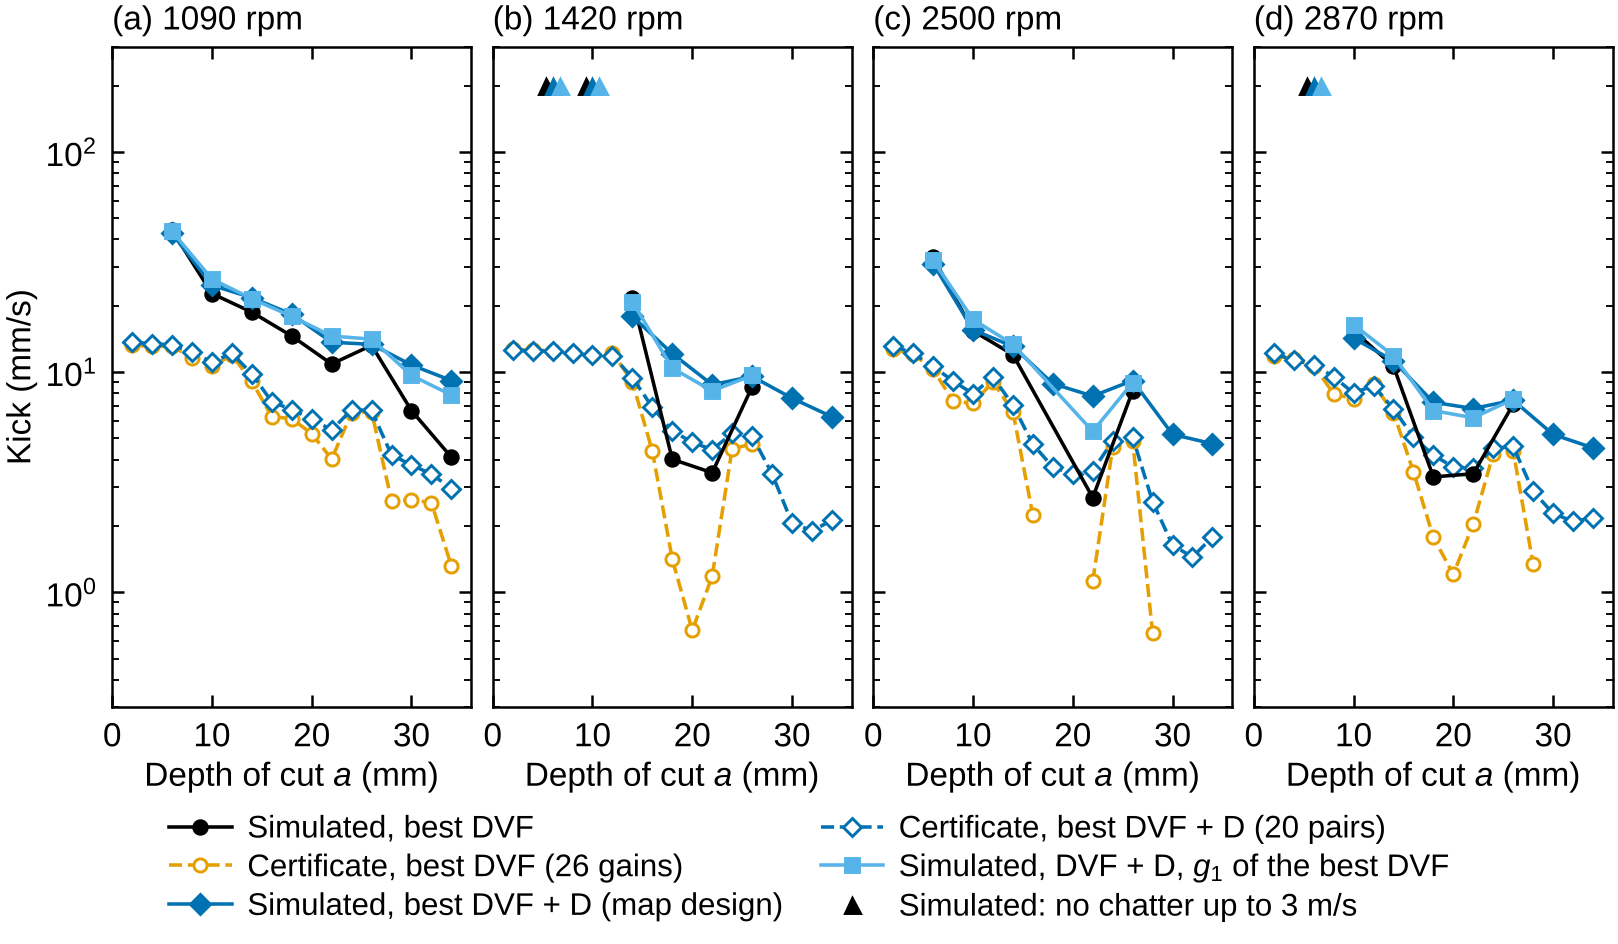 (a) 1090 rpm
(b) 1420 rpm
(c) 2500 rpm
(d) 2870 rpm
Kick (mm/s)
10²
10¹
10⁰
0 10 20 30
0 10 20 30
0 10 20 30
0 10 20 30
Depth of cut a (mm)
Depth of cut a (mm)
Depth of cut a (mm)
Depth of cut a (mm)
Simulated, best DVF
Certificate, best DVF (26 gains)
Simulated, best DVF + D (map design)
Certificate, best DVF + D (20 pairs)
Simulated, DVF + D, g₁ of the best DVF
Simulated: no chatter up to 3 m/s